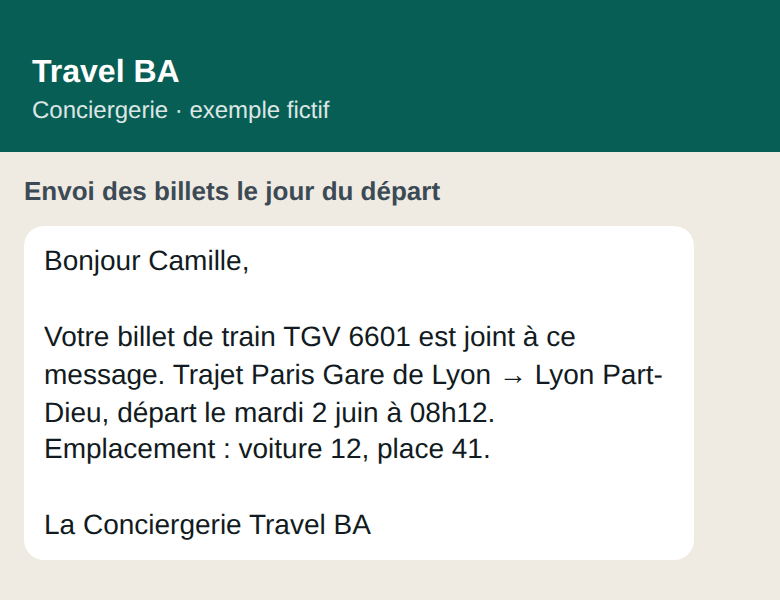 Travel BA
Conciergerie · exemple fictif
Envoi des billets le jour du départ
Bonjour Camille,
Votre billet de train TGV 6601 est joint à ce
message. Trajet Paris Gare de Lyon → Lyon Part-
Dieu, départ le mardi 2 juin à 08h12.
Emplacement : voiture 12, place 41.
La Conciergerie Travel BA